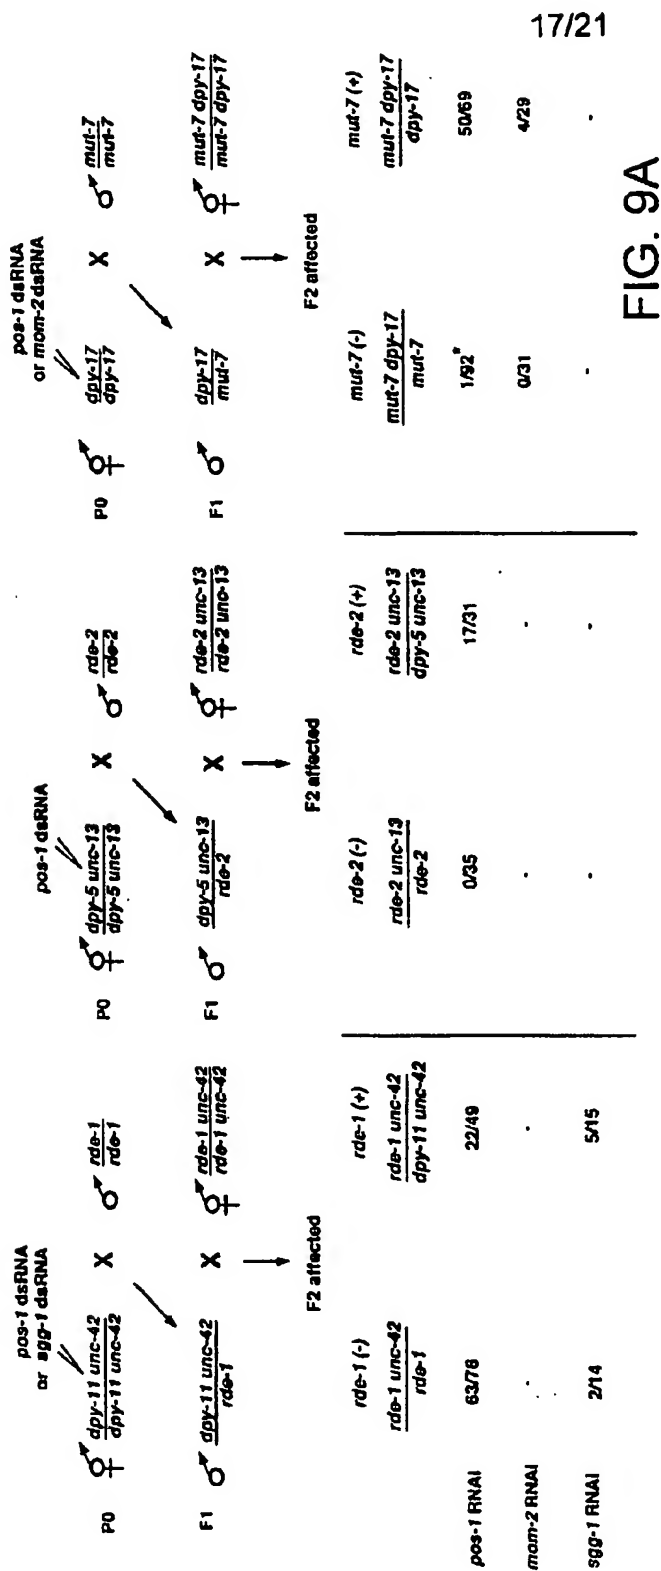 17/21
pos-1 dsRNA
or sgg-1 dsRNA
P0
dpy-11 unc-42
dpy-11 unc-42
X
rde-1
rde-1
F1
dpy-11 unc-42
rde-1
X
rde-1 unc-42
rde-1 unc-42
F2 affected
rde-1 (-)
rde-1 (+)
rde-1 unc-42
rde-1
rde-1 unc-42
dpy-11 unc-42
pos-1 RNAi
63/76
22/49
mom-2 RNAi
-
-
sgg-1 RNAi
2/14
5/15
pos-1 dsRNA
P0
dpy-5 unc-13
dpy-5 unc-13
X
rde-2
rde-2
F1
dpy-5 unc-13
rde-2
X
rde-2 unc-13
rde-2 unc-13
F2 affected
rde-2 (-)
rde-2 (+)
rde-2 unc-13
rde-2
rde-2 unc-13
dpy-5 unc-13
0/35
17/31
-
-
-
-
pos-1 dsRNA
or mom-2 dsRNA
P0
dpy-17
dpy-17
X
mut-7
mut-7
F1
dpy-17
mut-7
X
mut-7 dpy-17
mut-7 dpy-17
F2 affected
mut-7 (-)
mut-7 (+)
mut-7 dpy-17
mut-7
mut-7 dpy-17
dpy-17
1/92
50/69
0/31
4/29
-
-
FIG. 9A